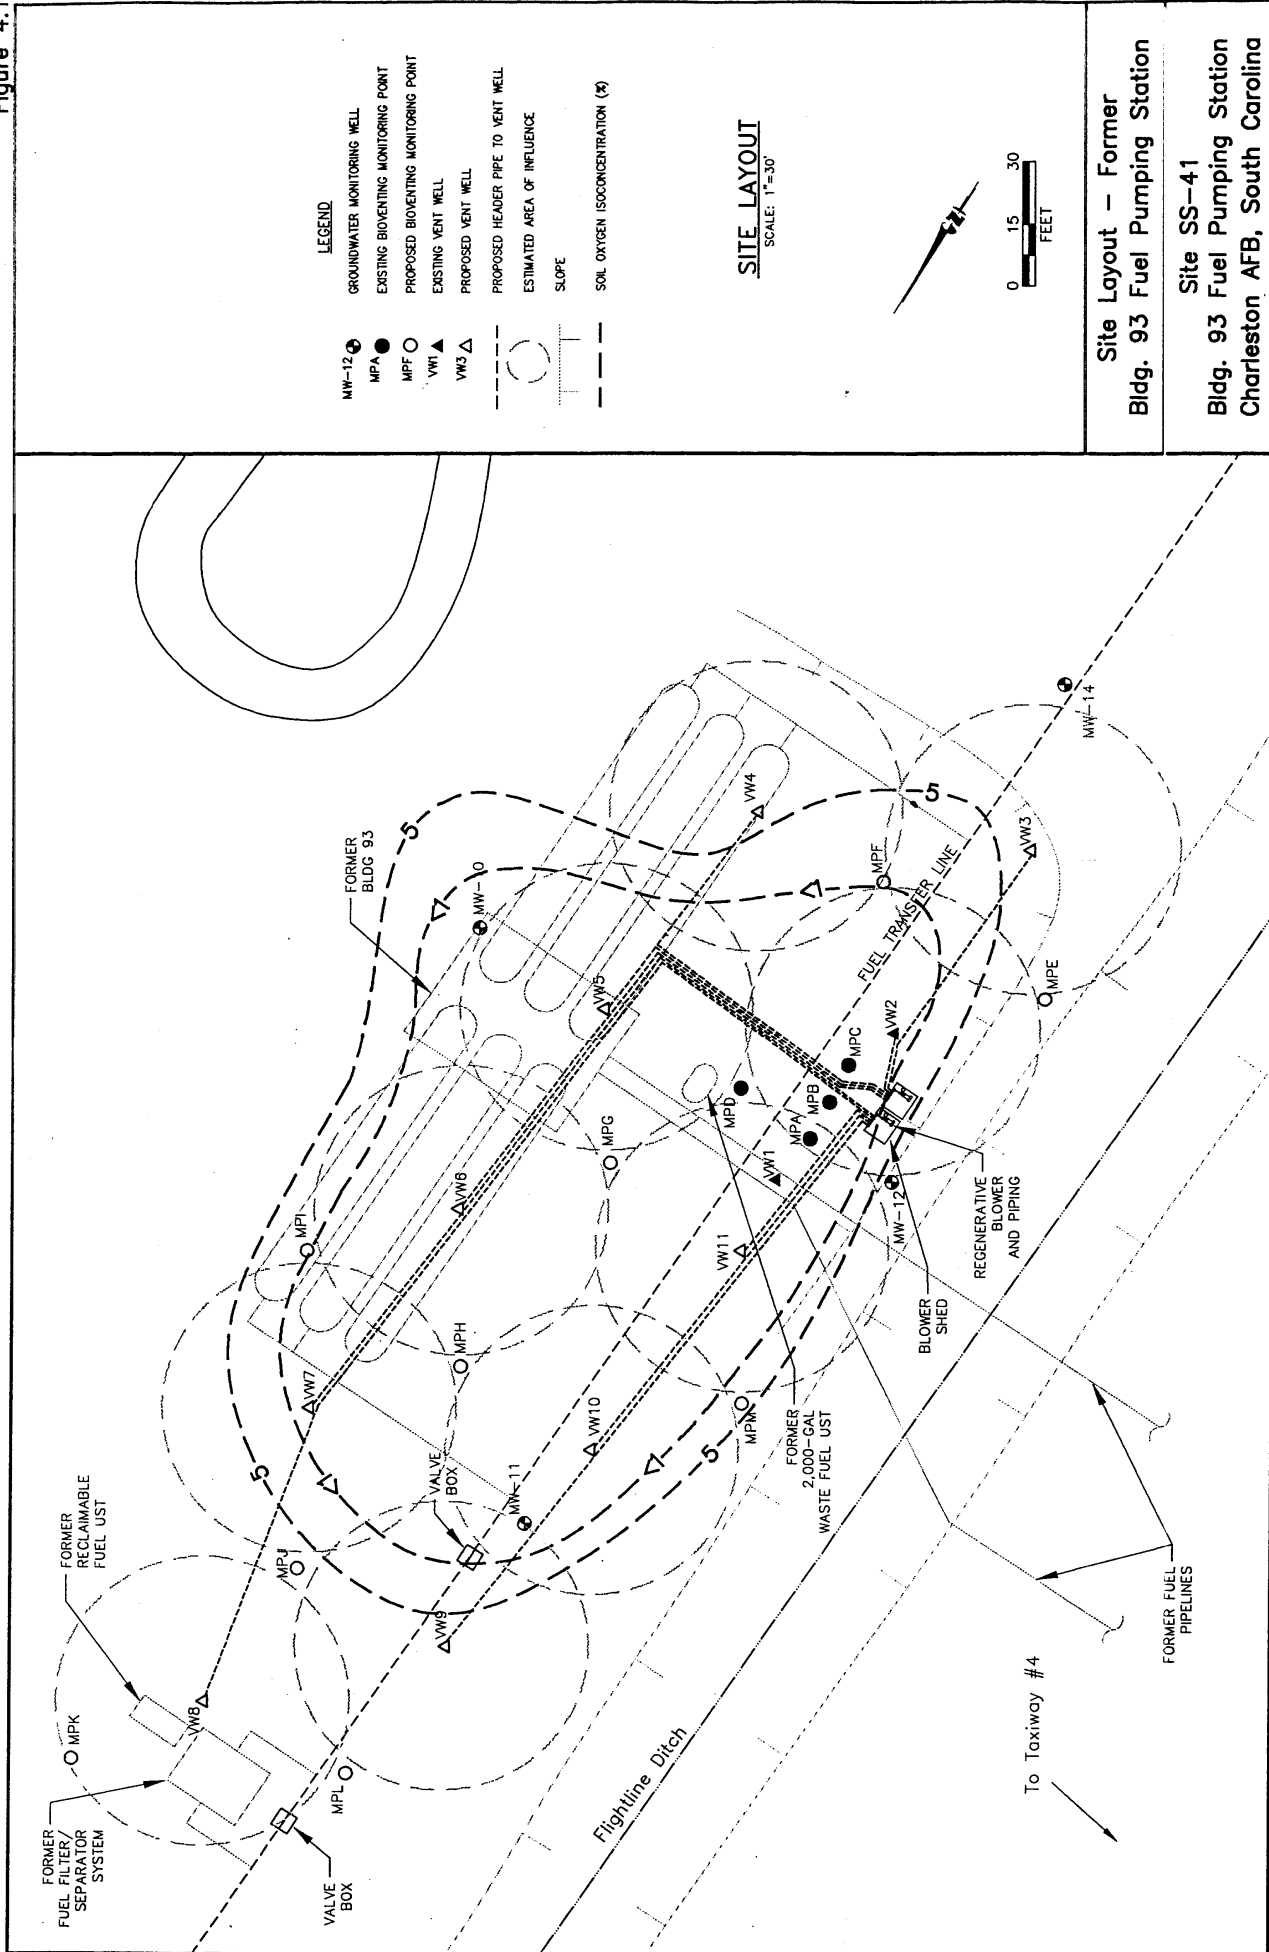 Figure 4.
LEGEND
MW-12 GROUNDWATER MONITORING WELL
MPA EXISTING BIOVENTING MONITORING POINT
MPF PROPOSED BIOVENTING MONITORING POINT
VW1 EXISTING VENT WELL
VW3 PROPOSED VENT WELL
PROPOSED HEADER PIPE TO VENT WELL
ESTIMATED AREA OF INFLUENCE
SLOPE
SOIL OXYGEN ISOCONCENTRATION (%)
SITE LAYOUT
SCALE: 1"=30'
N
0 15 30
FEET
Site Layout - Former
Bldg. 93 Fuel Pumping Station
Site SS-41
Bldg. 93 Fuel Pumping Station
Charleston AFB, South Carolina
FORMER
FUEL FILTER/
SEPARATOR
SYSTEM
MPK
FORMER
RECLAIMABLE
FUEL UST
VW8
VALVE
BOX
MPL
MPJ
5
VW7
MPI
FORMER
BLDG 93
5
MW-10
VW9
VALVE
BOX
MW-11
MPH
VW6
VW10
MPG
VW5
VW4
5
MPM
5
VW11
VW1
MPD
MPA
MPB
MPC
MPF
FUEL TRANSFER LINE
VW2
VW3
MPE
MW-14
MW-12
FORMER
2,000-GAL
WASTE FUEL UST
BLOWER
SHED
REGENERATIVE
BLOWER
AND PIPING
Flightline Ditch
FORMER FUEL
PIPELINES
To Taxiway #4